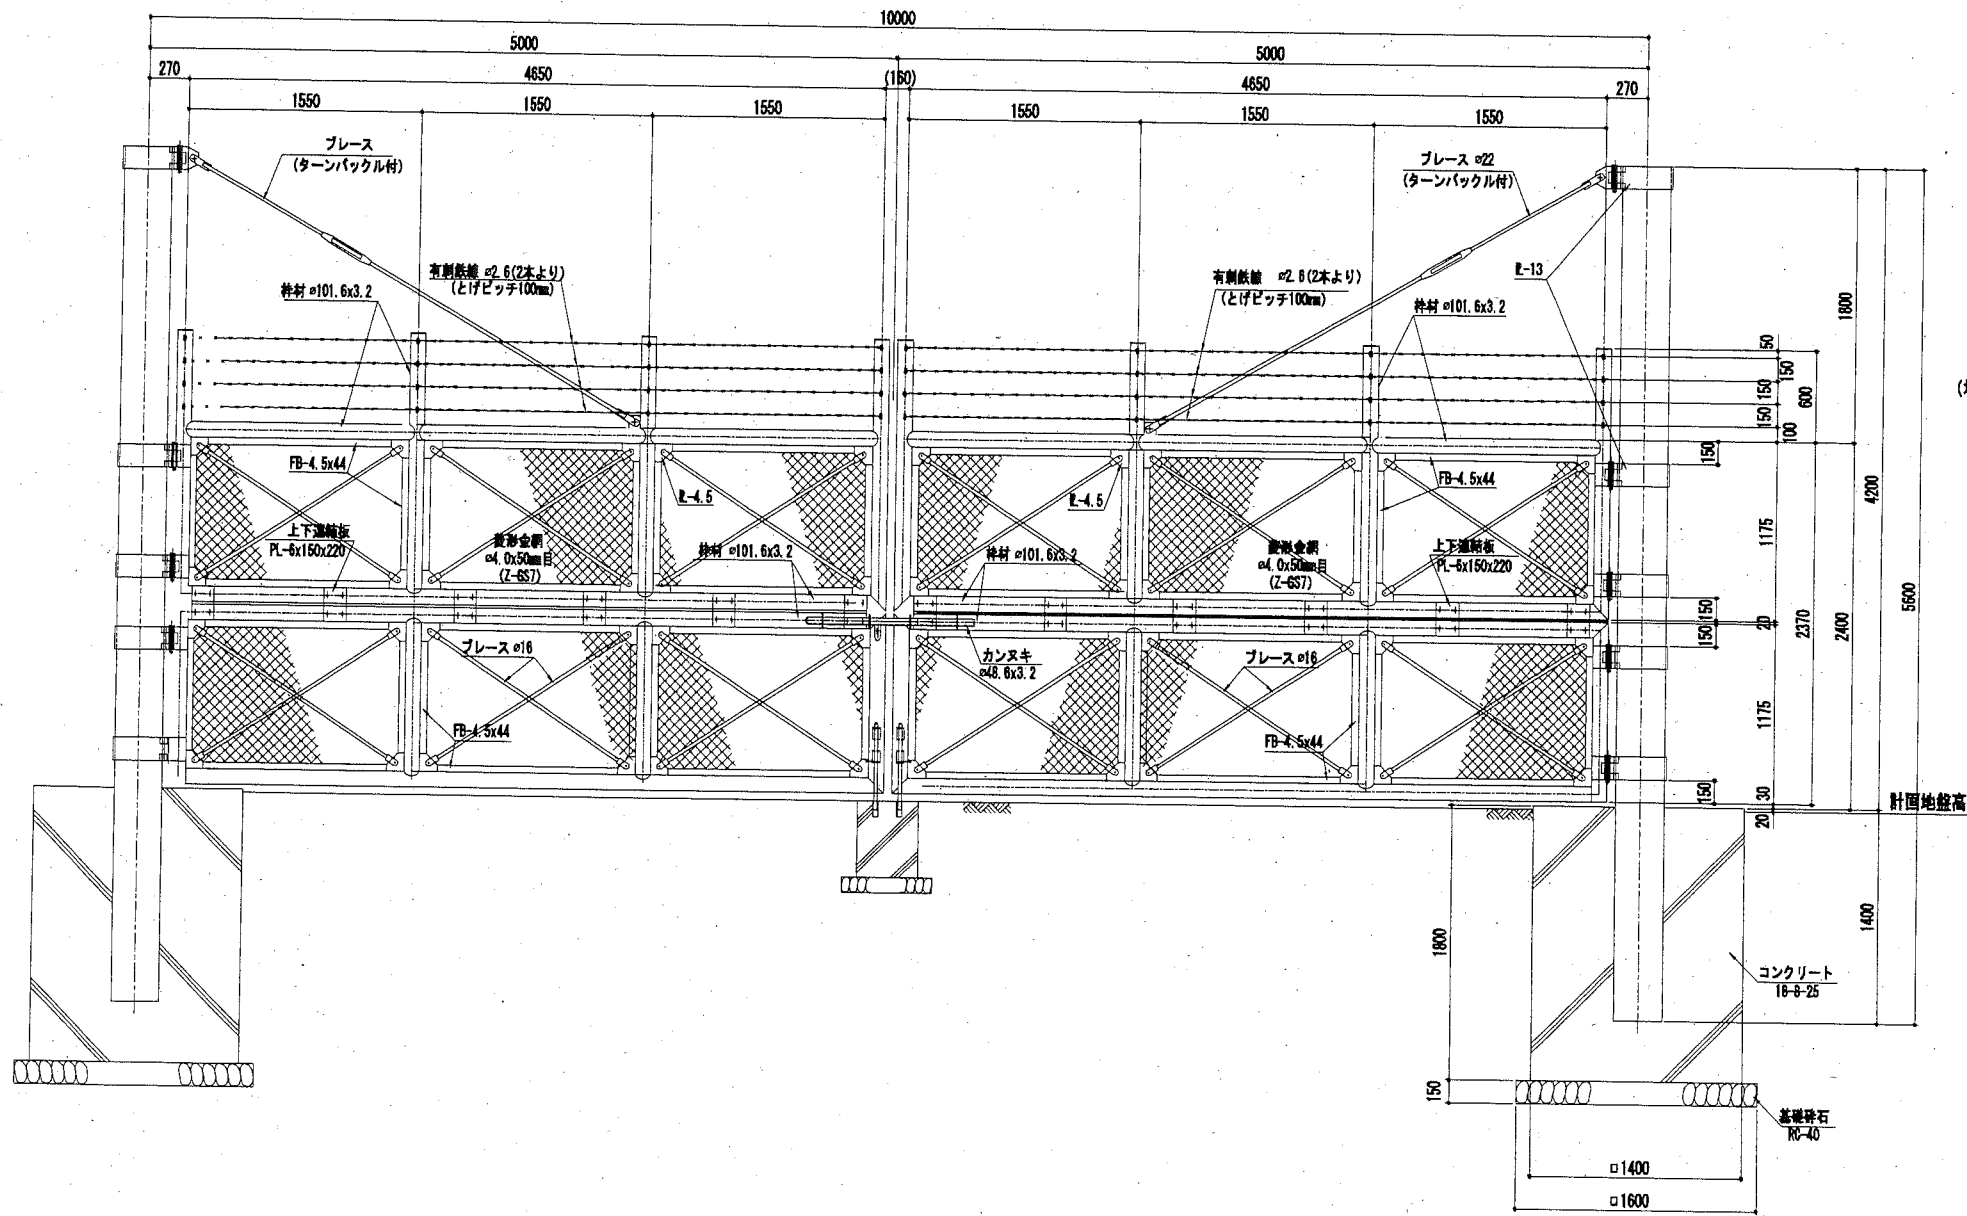 10000
5000
5000
270
4650
(160)
4650
270
1550
1550
1550
1550
1550
1550
ブレース
(ターンバックル付)
ブレース ø22
(ターンバックル付)
有刺鉄線 ø2.6(2本より)
(とげピッチ100mm)
有刺鉄線 ø2.6(2本より)
(とげピッチ100mm)
枠材 ø101.6x3.2
枠材 ø101.6x3.2
PL-13
FB-4.5x44
PL-4.5
PL-4.5
FB-4.5x44
上下連結板
PL-6x150x220
菱形金網
ø4.0x50mm目
(Z-GS7)
枠材 ø101.6x3.2
枠材 ø101.6x3.2
菱形金網
ø4.0x50mm目
(Z-GS7)
上下連結板
PL-6x150x220
ブレース ø16
カンヌキ
ø48.6x3.2
ブレース ø16
FB-4.5x44
FB-4.5x44
50
150
150
150
100
600
1800
150
1175
4200
5600
150
20
150
2370
2400
1175
150
30
20
計画地盤高
1800
1400
150
コンクリート
18-8-25
基礎砕石
RC-40
□1400
□1600